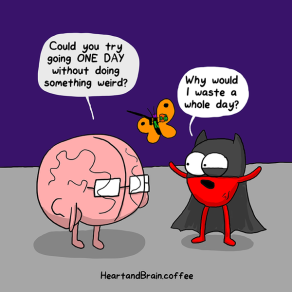 Could you try
going ONE DAY
without doing
something weird?
Why would
I waste a
whole day?
HeartandBrain.coffee